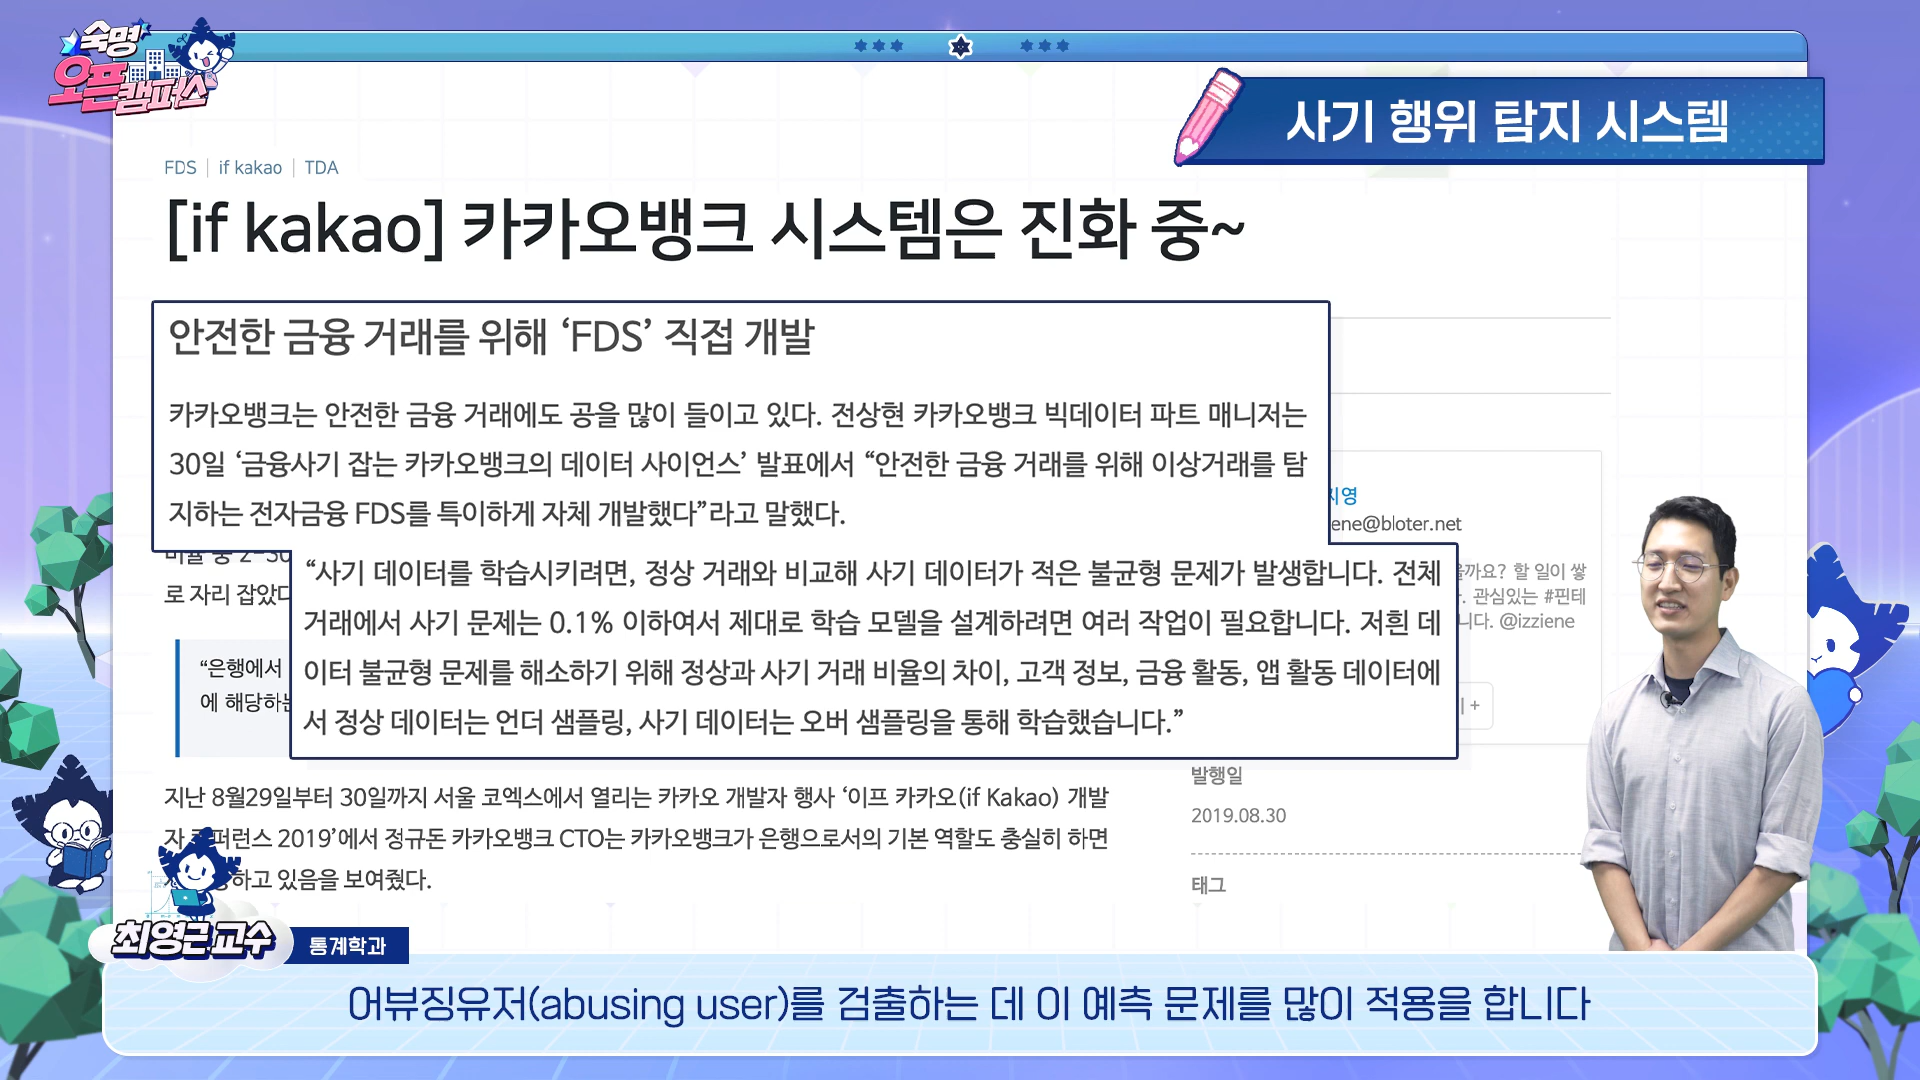 숙명
오픈캠퍼스
사기 행위 탐지 시스템
FDS | if kakao | TDA
[if kakao] 카카오뱅크 시스템은 진화 중~
안전한 금융 거래를 위해 ‘FDS’ 직접 개발
카카오뱅크는 안전한 금융 거래에도 공을 많이 들이고 있다. 전상현 카카오뱅크 빅데이터 파트 매니저는
30일 ‘금융사기 잡는 카카오뱅크의 데이터 사이언스’ 발표에서 “안전한 금융 거래를 위해 이상거래를 탐
지하는 전자금융 FDS를 특이하게 자체 개발했다”라고 말했다.
지영
ene@bloter.net
을까요? 할 일이 쌓
. 관심있는 #핀테
니다. @izziene
기 +
비율 중 2-30
로 자리 잡았다
“은행에서
에 해당하는
“사기 데이터를 학습시키려면, 정상 거래와 비교해 사기 데이터가 적은 불균형 문제가 발생합니다. 전체
거래에서 사기 문제는 0.1% 이하여서 제대로 학습 모델을 설계하려면 여러 작업이 필요합니다. 저흰 데
이터 불균형 문제를 해소하기 위해 정상과 사기 거래 비율의 차이, 고객 정보, 금융 활동, 앱 활동 데이터에
서 정상 데이터는 언더 샘플링, 사기 데이터는 오버 샘플링을 통해 학습했습니다.”
지난 8월29일부터 30일까지 서울 코엑스에서 열리는 카카오 개발자 행사 ‘이프 카카오(if Kakao) 개발
자 퍼런스 2019’에서 정규돈 카카오뱅크 CTO는 카카오뱅크가 은행으로서의 기본 역할도 충실히 하면
하고 있음을 보여줬다.
발행일
2019.08.30
태그
최영근 교수
통계학과
어뷰징유저(abusing user)를 검출하는 데 이 예측 문제를 많이 적용을 합니다